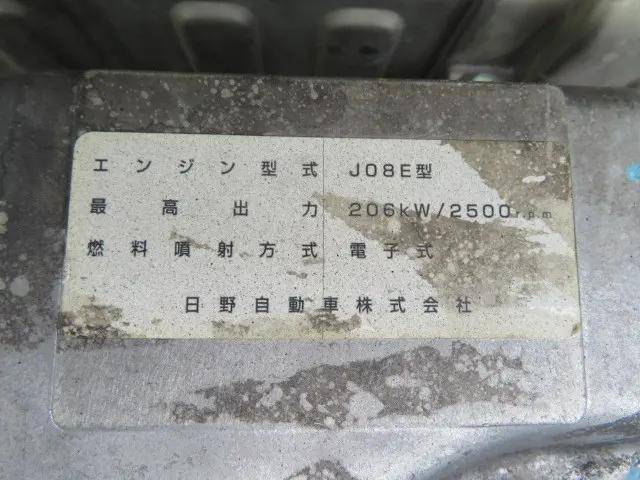 エンジン型式 J08E型
最高出力 206kW/2500r.p.m
燃料噴射方式 電子式
日野自動車株式会社